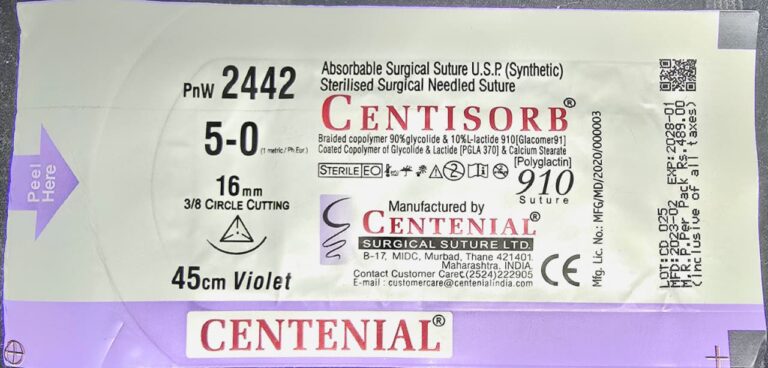 Peel
Here
PnW 2442
5-0 (1 metric / Ph.Eur.)
16mm
3/8 CIRCLE CUTTING
45cm Violet
Absorbable Surgical Suture U.S.P. (Synthetic)
Sterilised Surgical Needled Suture
CENTISORB®
Braided copolymer 90%glycolide & 10%L-lactide 910[Glacomer91]
Coated Copolymer of Glycolide & Lactide [PGLA 370] & Calcium Stearate
[Polyglactin]
STERILE EO
910
Suture
Manufactured by
CENTENIAL®
SURGICAL SUTURE LTD.
B-17, MIDC, Murbad, Thane 421401.
Maharashtra, INDIA.
Contact Customer Care:(2524)222905
E-mail : customercare@centenialindia.com
CE
Mfg. Lic. No.: MFG/MD/2020/000003
LOT:CD 025
MFD:2023-02 EXP:2028-01
M.R.P.Per Pack Rs.489.00
(Inclusive of all taxes)
CENTENIAL®